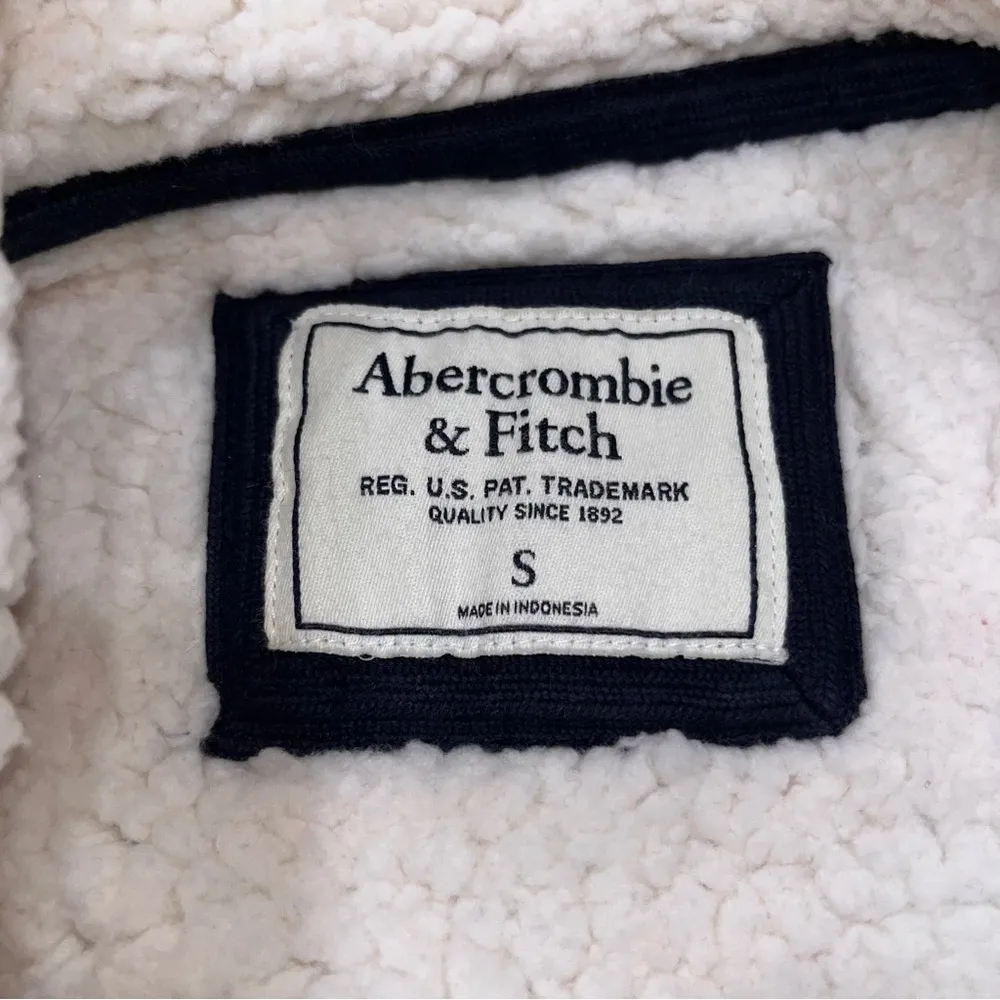 Abercrombie
& Fitch
REG. U.S. PAT. TRADEMARK
QUALITY SINCE 1892
S
MADE IN INDONESIA